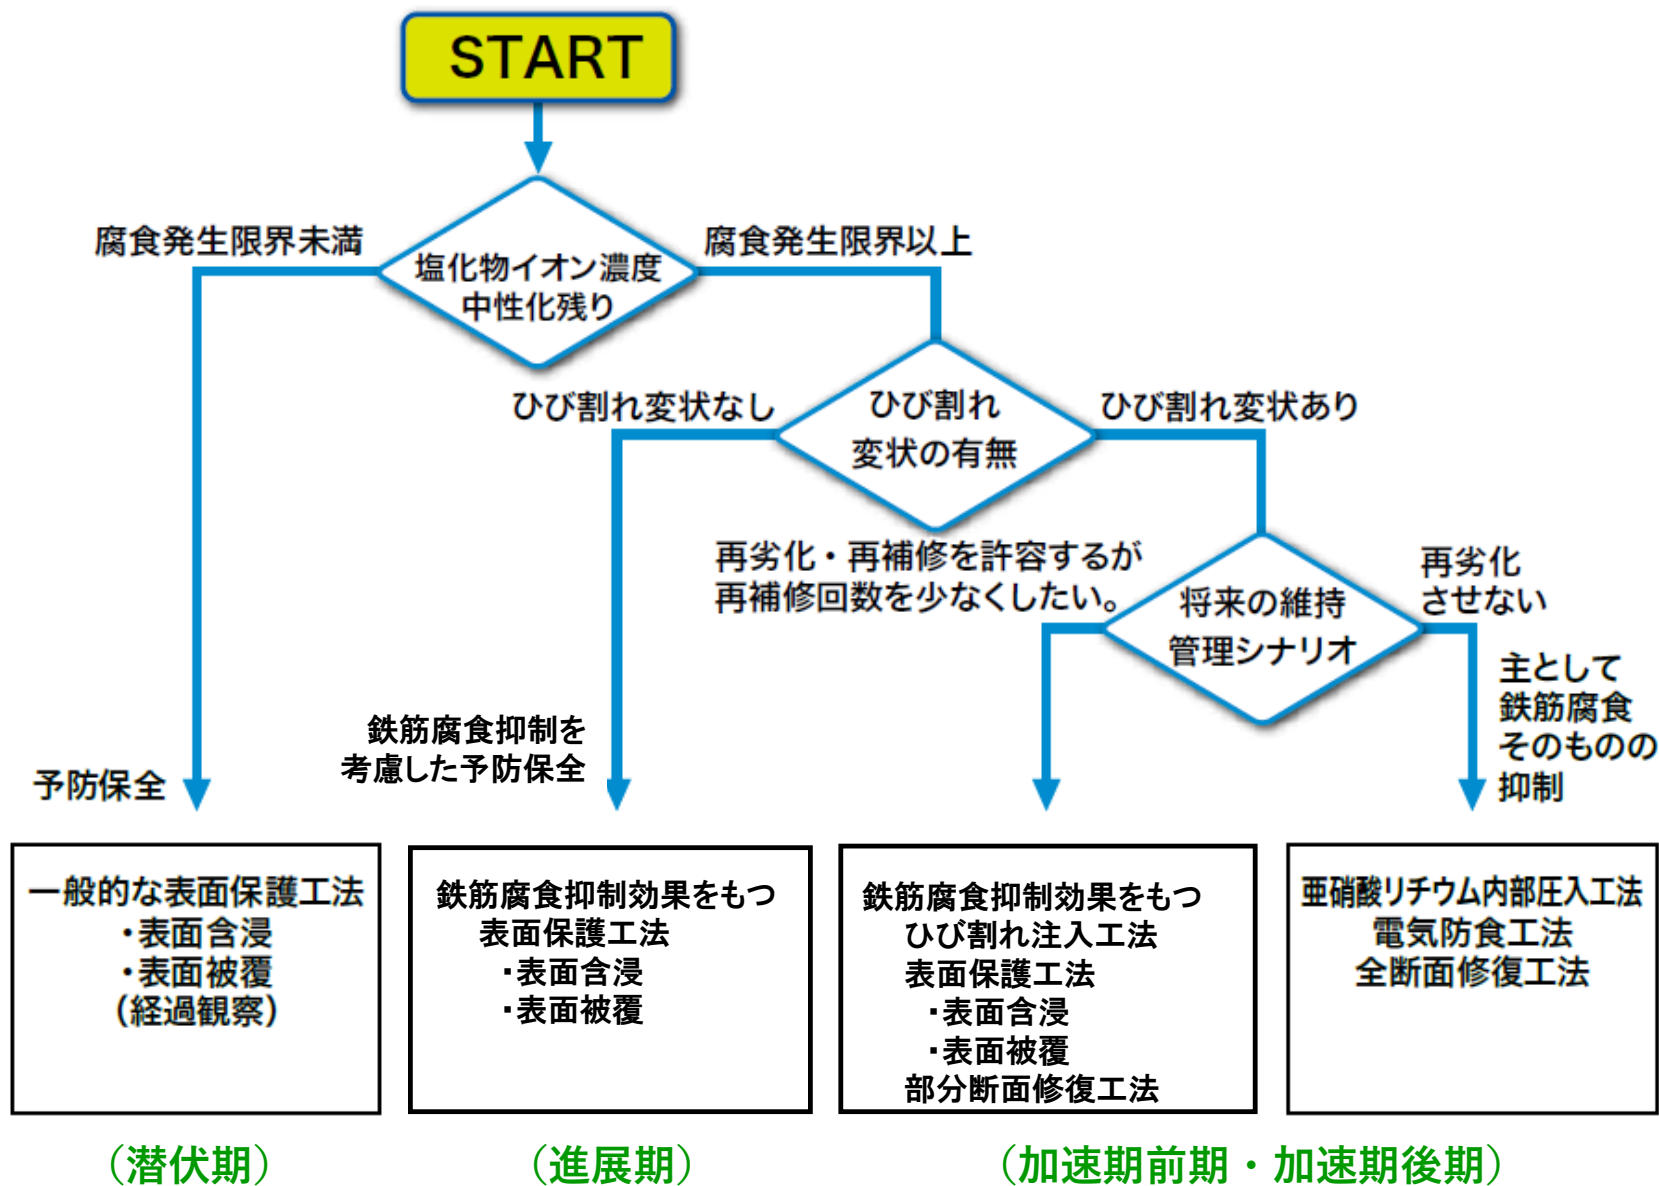 START
腐食発生限界未満
塩化物イオン濃度
中性化残り
腐食発生限界以上
ひび割れ変状なし
ひび割れ
変状の有無
ひび割れ変状あり
再劣化・再補修を許容するが
再補修回数を少なくしたい。
将来の維持
管理シナリオ
再劣化
させない
主として
鉄筋腐食
そのものの
抑制
鉄筋腐食抑制を
考慮した予防保全
予防保全
一般的な表面保護工法
・表面含浸
・表面被覆
(経過観察)
鉄筋腐食抑制効果をもつ
表面保護工法
・表面含浸
・表面被覆
鉄筋腐食抑制効果をもつ
ひび割れ注入工法
表面保護工法
・表面含浸
・表面被覆
部分断面修復工法
亜硝酸リチウム内部圧入工法
電気防食工法
全断面修復工法
（潜伏期）
（進展期）
（加速期前期・加速期後期）